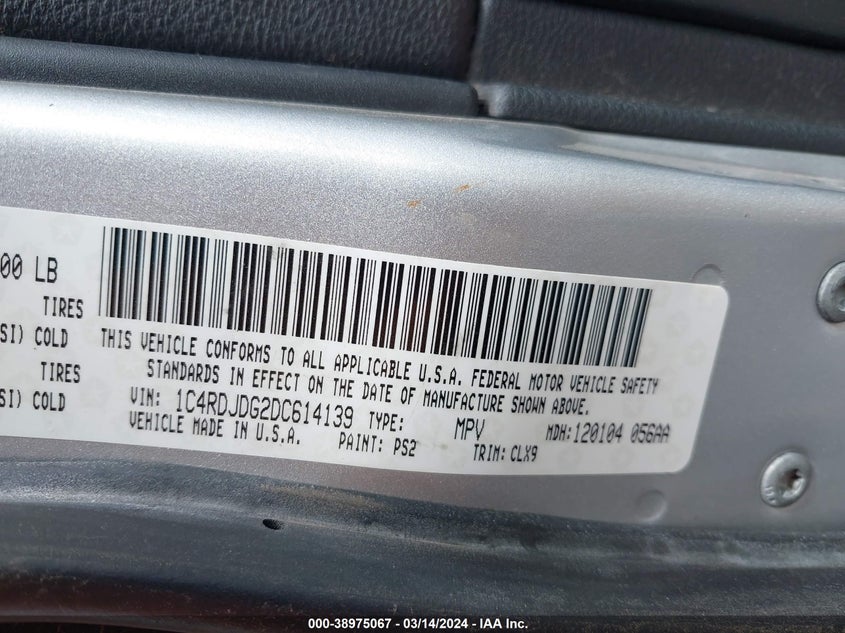 00 LB
TIRES
SI) COLD
TIRES
SI) COLD
THIS VEHICLE CONFORMS TO ALL APPLICABLE U.S.A. FEDERAL MOTOR VEHICLE SAFETY
STANDARDS IN EFFECT ON THE DATE OF MANUFACTURE SHOWN ABOVE.
VIN: 1C4RDJDG2DC614139 TYPE: MPV MDH:120104 056AA
VEHICLE MADE IN U.S.A. PAINT: PS2 TRIM: CLX9
000-38975067 - 03/14/2024 - IAA Inc.